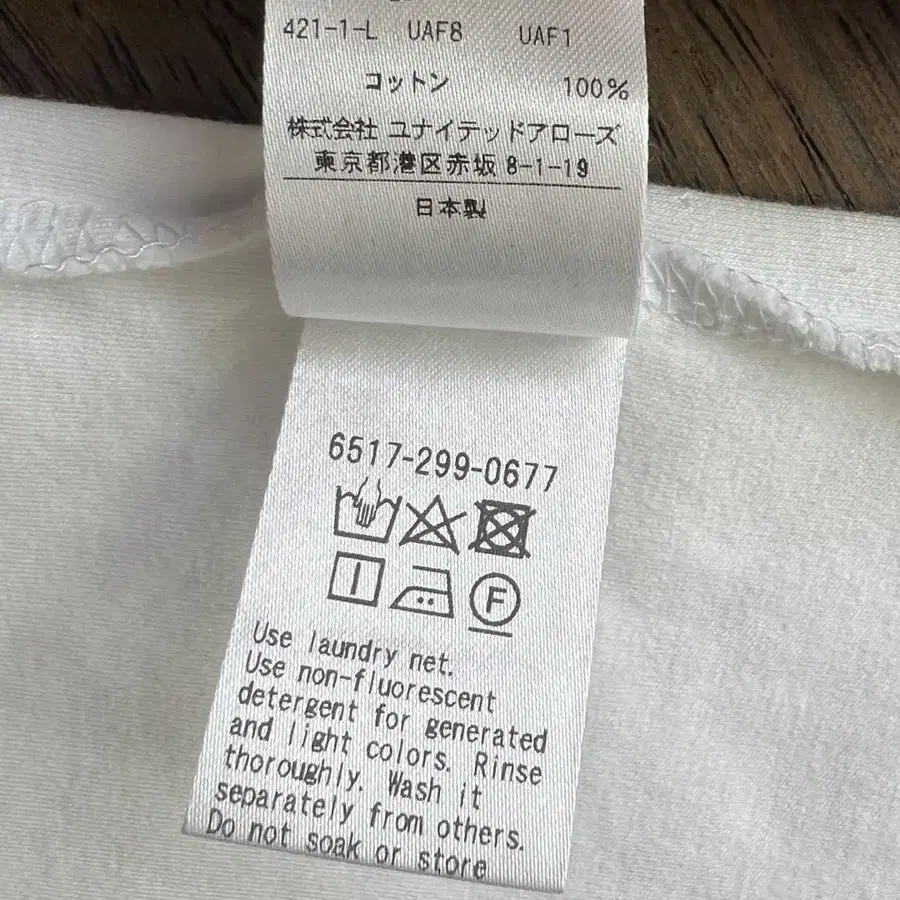 421-1-L UAF8 UAF1
コットン 100%
株式会社 ユナイテッドアローズ
東京都港区赤坂 8-1-19
日本製
6517-299-0677
F
Use laundry net.
Use non-fluorescent
detergent for generated
and light colors. Rinse
thoroughly. Wash it
separately from others.
Do not soak or store